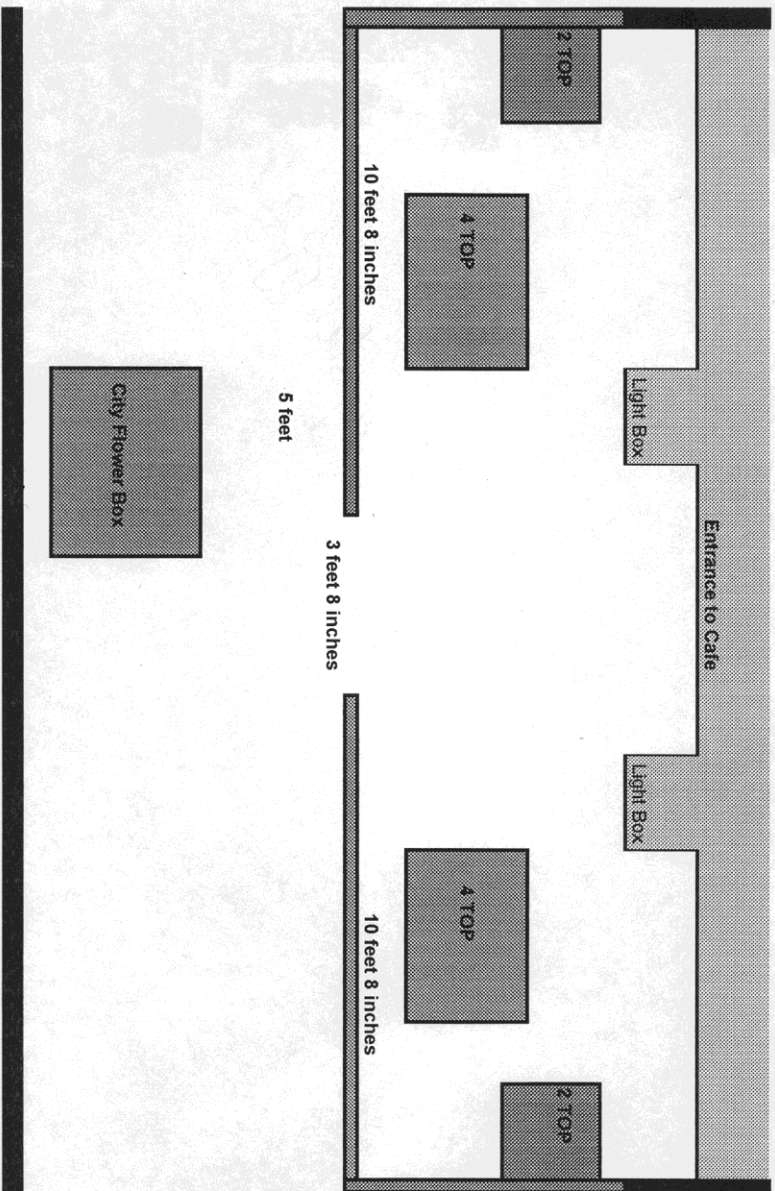 Entrance to Cafe
Light Box
Light Box
2 TOP
2 TOP
4 TOP
4 TOP
10 feet 8 inches
10 feet 8 inches
3 feet 8 inches
5 feet
City Flower Box